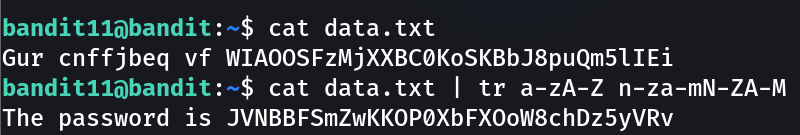 bandit11@bandit:~$ cat data.txt
Gur cnffjbeq vf WIAOOSFzMjXXBC0KoSKBbJ8puQm5lIEi
bandit11@bandit:~$ cat data.txt | tr a-zA-Z n-za-mN-ZA-M
The password is JVNBBFSmZwKKOP0XbFXOoW8chDz5yVRv